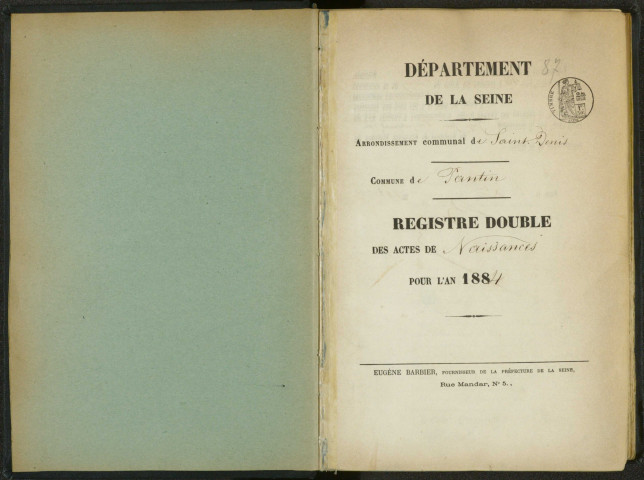 DÉPARTEMENT 87
DE LA SEINE
ARRONDISSEMENT communal de Saint-Denis
COMMUNE de Pantin
REGISTRE DOUBLE
DES ACTES DE Naissances
POUR L'AN 1884
EUGÈNE BARBIER, FOURNISSEUR DE LA PRÉFECTURE DE LA SEINE,
Rue Mandar, N° 5.